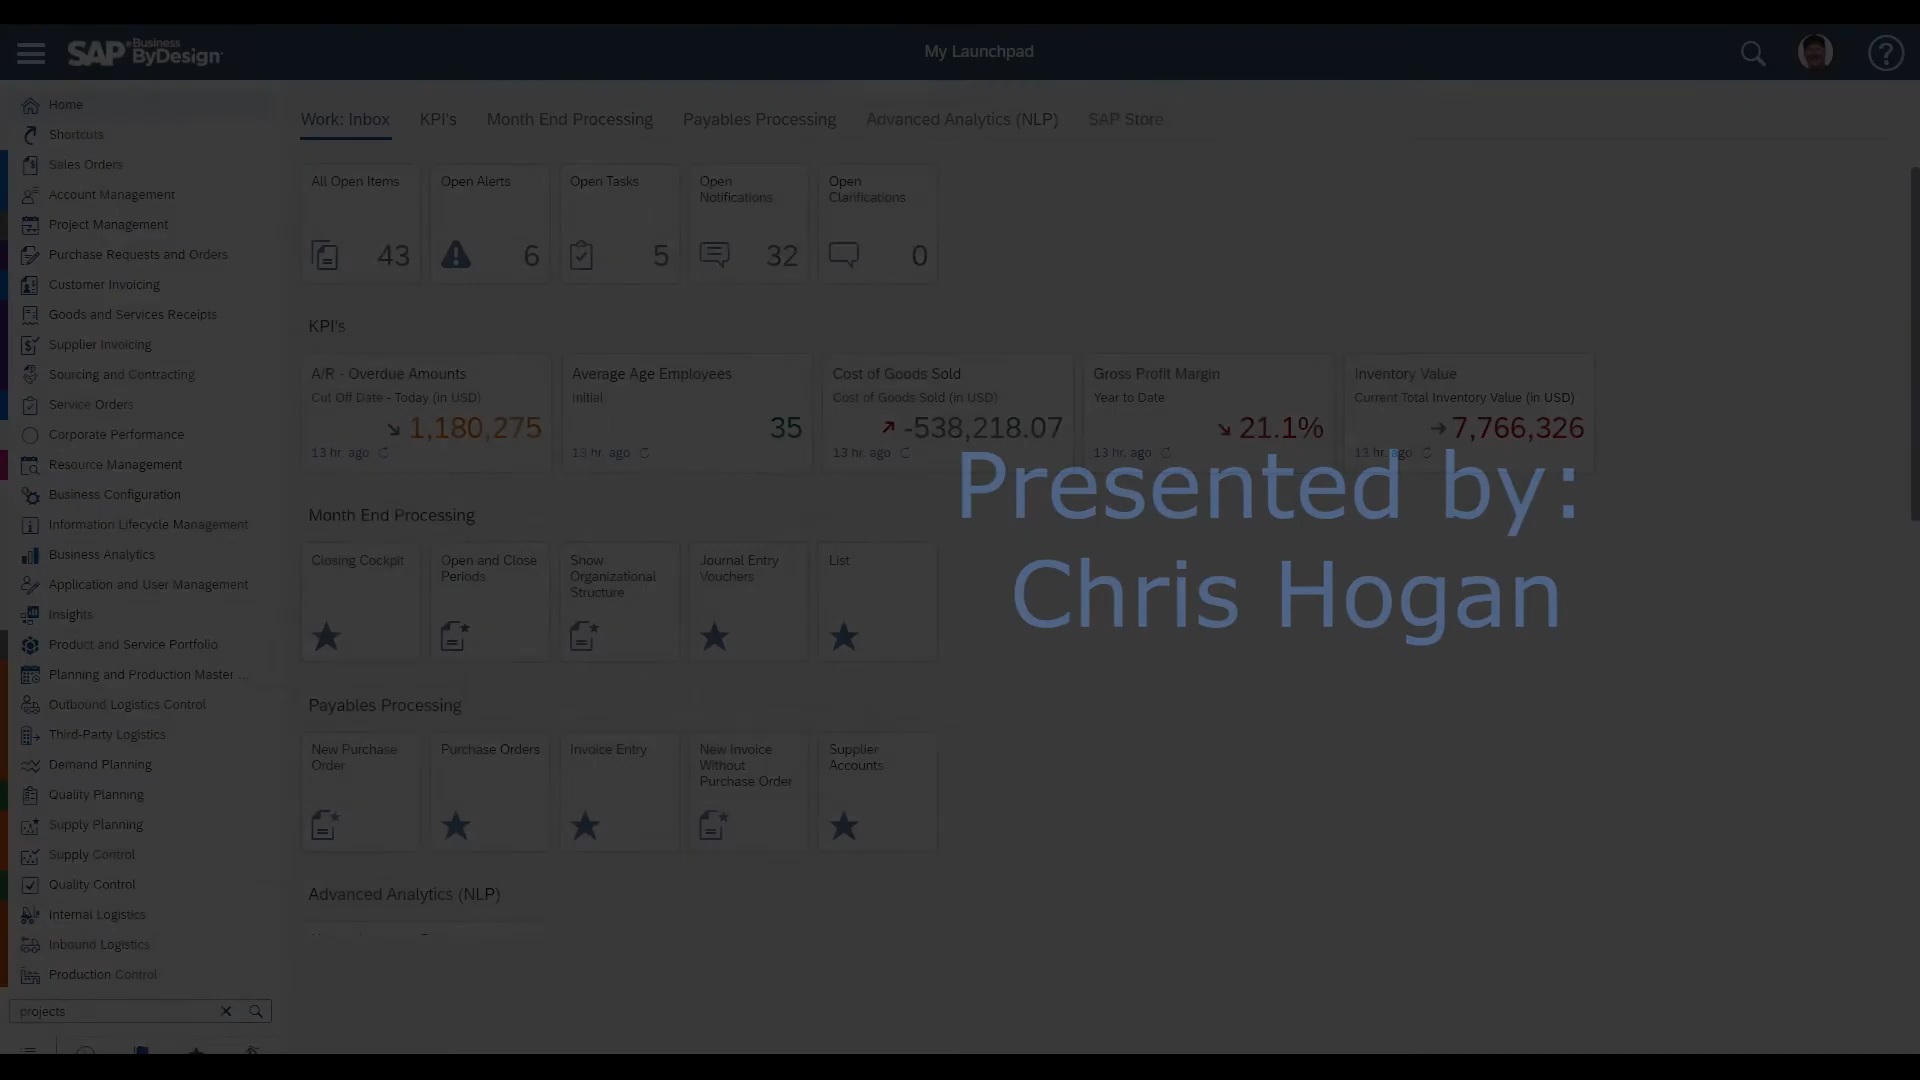 SAP Business ByDesign
My Launchpad
Home
Shortcuts
Sales Orders
Account Management
Project Management
Purchase Requests and Orders
Customer Invoicing
Goods and Services Receipts
Supplier Invoicing
Sourcing and Contracting
Service Orders
Corporate Performance
Resource Management
Business Configuration
Information Lifecycle Management
Business Analytics
Application and User Management
Insights
Product and Service Portfolio
Planning and Production Master ...
Outbound Logistics Control
Third-Party Logistics
Demand Planning
Quality Planning
Supply Planning
Supply Control
Quality Control
Internal Logistics
Inbound Logistics
Production Control
projects
Work: Inbox KPI's Month End Processing Payables Processing Advanced Analytics (NLP) SAP Store
All Open Items
43
Open Alerts
6
Open Tasks
5
Open
Notifications
32
Open
Clarifications
0
KPI's
A/R - Overdue Amounts
Cut Off Date - Today (in USD)
1,180,275
13 hr. ago
Average Age Employees
Initial
35
13 hr. ago
Cost of Goods Sold
Cost of Goods Sold (in USD)
-538,218.07
13 hr. ago
Gross Profit Margin
Year to Date
21.1%
13 hr. ago
Inventory Value
Current Total Inventory Value (in USD)
7,766,326
13 hr. ago
Presented by:
Chris Hogan
Month End Processing
Closing Cockpit
Open and Close
Periods
Show
Organizational
Structure
Journal Entry
Vouchers
List
Payables Processing
New Purchase
Order
Purchase Orders
Invoice Entry
New Invoice
Without
Purchase Order
Supplier
Accounts
Advanced Analytics (NLP)